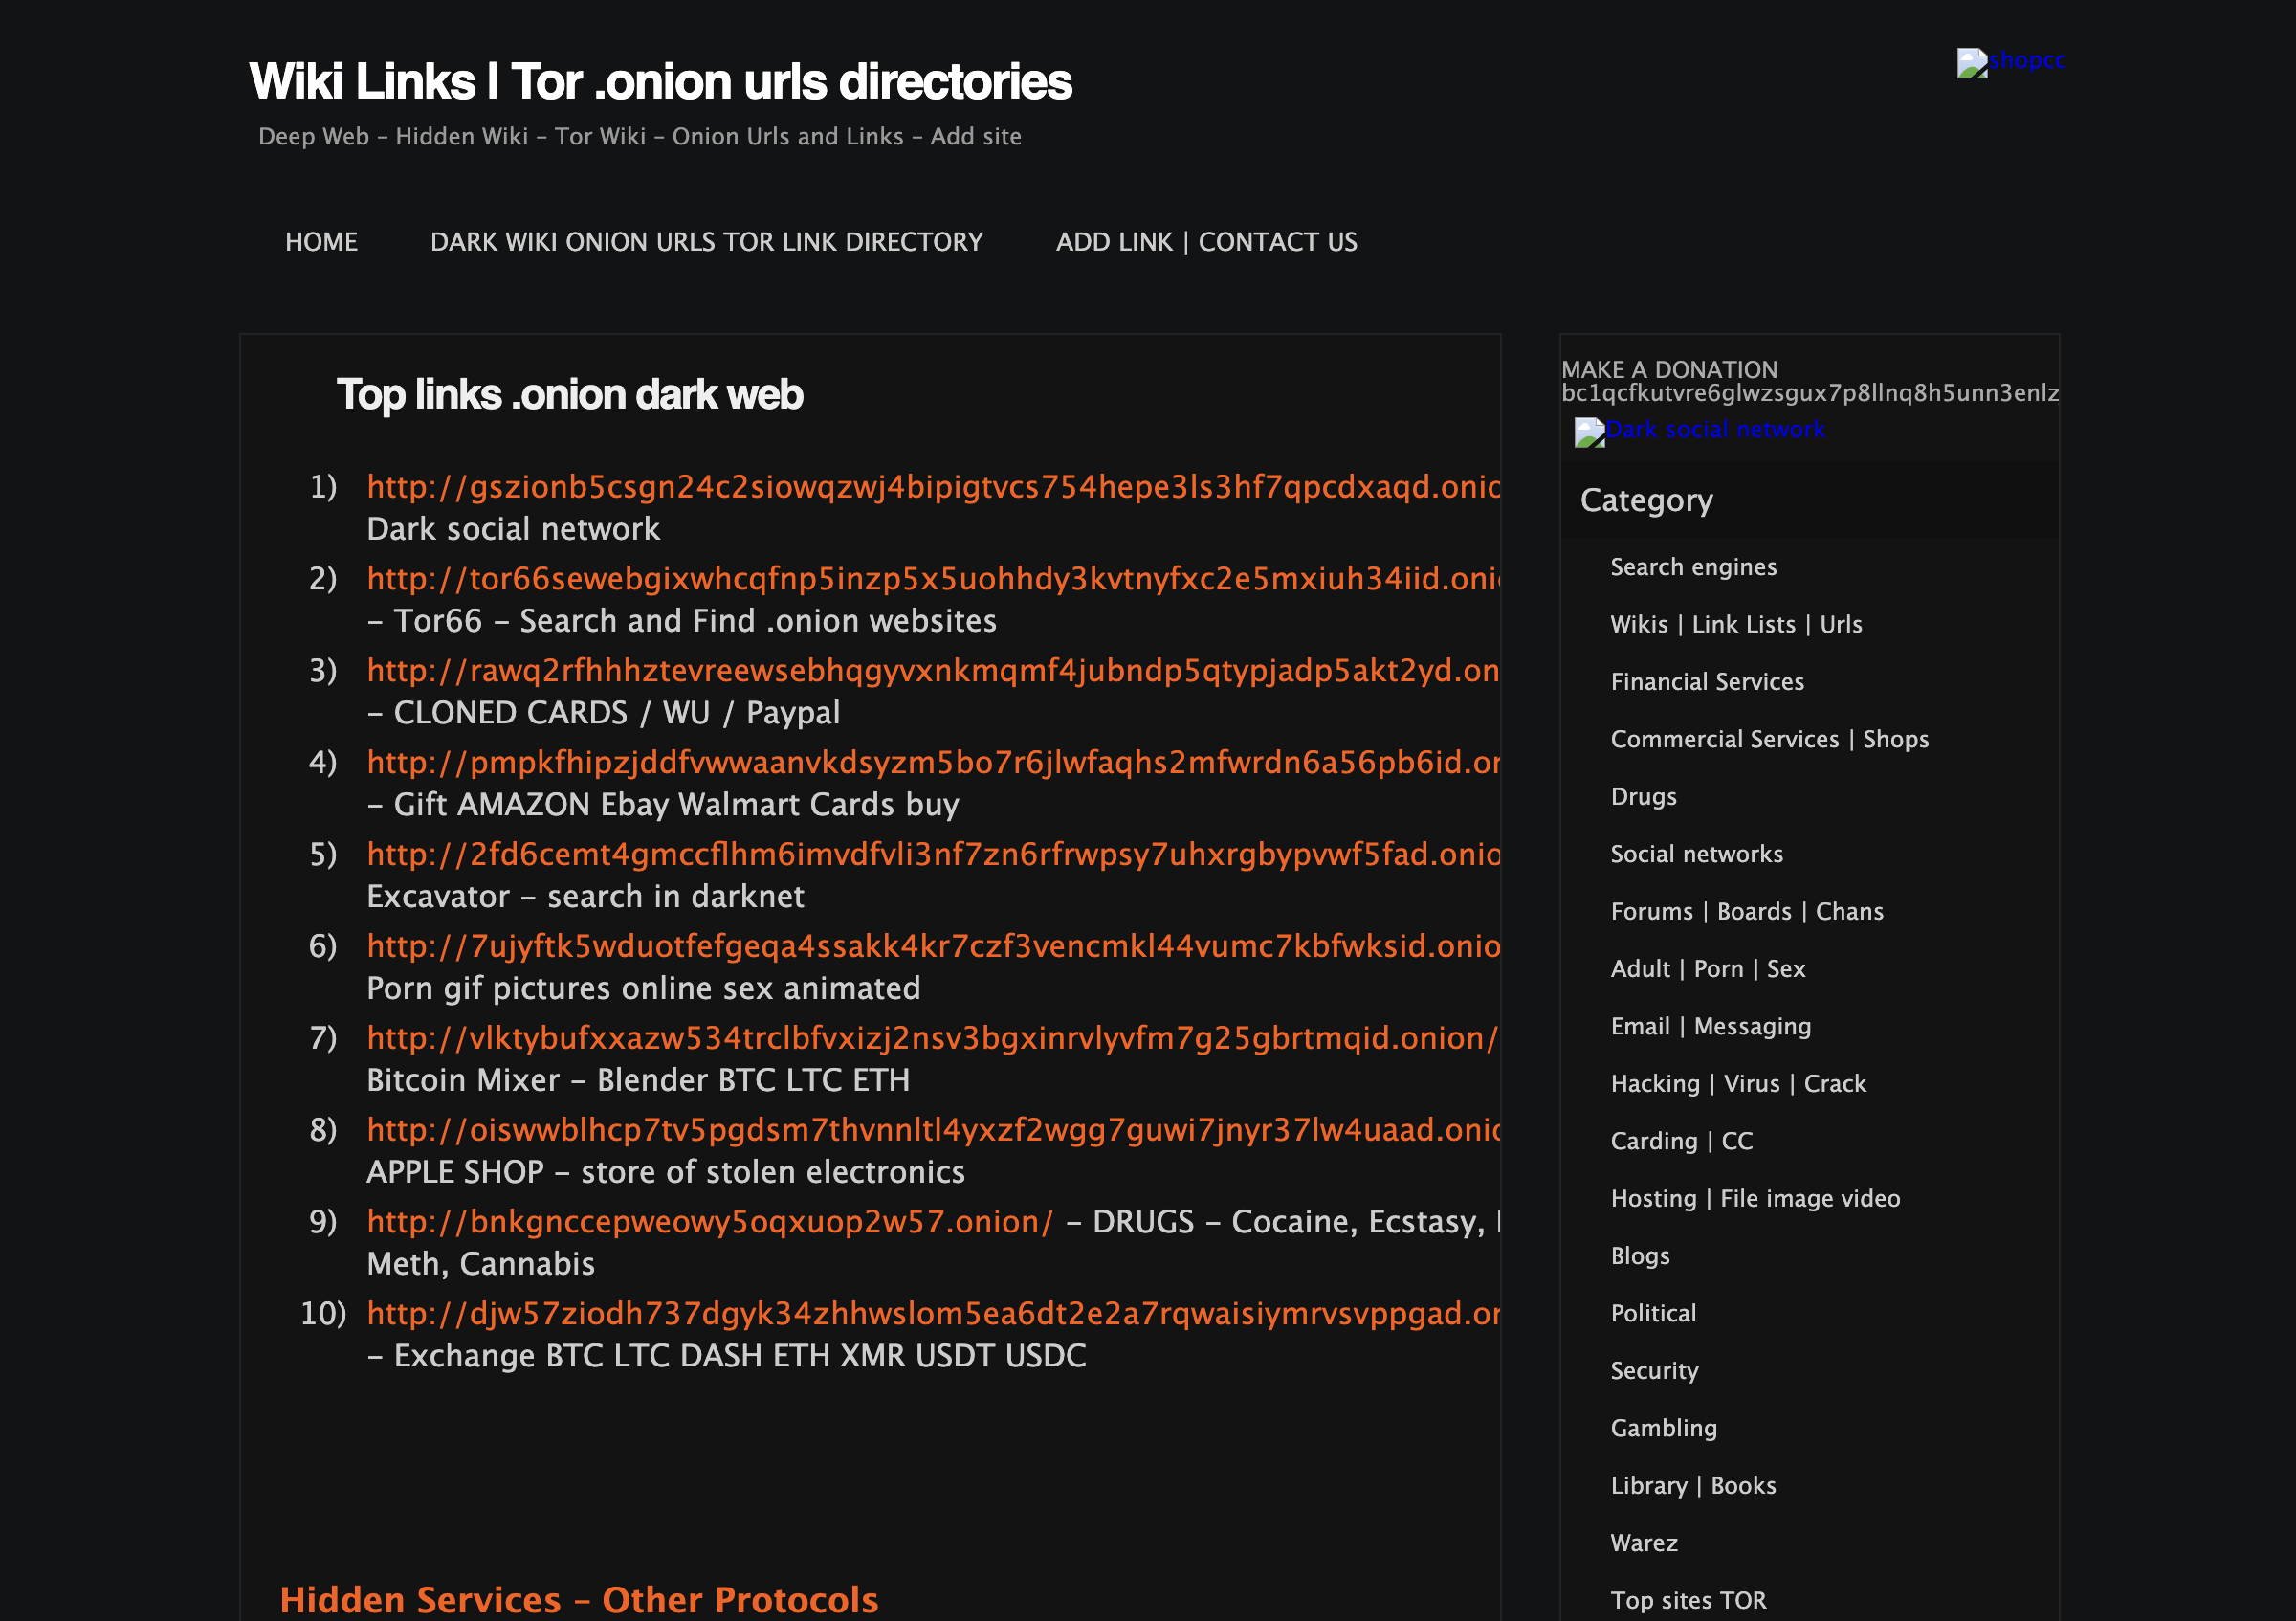 Wiki Links | Tor .onion urls directories
shopcc
Deep Web – Hidden Wiki – Tor Wiki – Onion Urls and Links – Add site
HOME
DARK WIKI ONION URLS TOR LINK DIRECTORY
ADD LINK | CONTACT US
Top links .onion dark web
1) http://gszionb5csgn24c2siowqzwj4bipigtvcs754hepe3ls3hf7qpcdxaqd.onio
Dark social network
2) http://tor66sewebgixwhcqfnp5inzp5x5uohhdy3kvtnyfxc2e5mxiuh34iid.oni
– Tor66 – Search and Find .onion websites
3) http://rawq2rfhhhztevreewsebhqgyvxnkmqmf4jubndp5qtypjadp5akt2yd.on
– CLONED CARDS / WU / Paypal
4) http://pmpkfhipzjddfvwwaanvkdsyzm5bo7r6jlwfaqhs2mfwrdn6a56pb6id.or
– Gift AMAZON Ebay Walmart Cards buy
5) http://2fd6cemt4gmccflhm6imvdfvli3nf7zn6rfrwpsy7uhxrgbypvwf5fad.onio
Excavator – search in darknet
6) http://7ujyftk5wduotfefgeqa4ssakk4kr7czf3vencmkl44vumc7kbfwksid.onio
Porn gif pictures online sex animated
7) http://vlktybufxxazw534trclbfvxizj2nsv3bgxinrvlyvfm7g25gbrtmqid.onion/
Bitcoin Mixer – Blender BTC LTC ETH
8) http://oiswwblhcp7tv5pgdsm7thvnnltl4yxzf2wgg7guwi7jnyr37lw4uaad.onio
APPLE SHOP – store of stolen electronics
9) http://bnkgnccepweowy5oqxuop2w57.onion/ – DRUGS – Cocaine, Ecstasy,
Meth, Cannabis
10) http://djw57ziodh737dgyk34zhhwslom5ea6dt2e2a7rqwaisiymrvsvppgad.or
– Exchange BTC LTC DASH ETH XMR USDT USDC
Hidden Services – Other Protocols
MAKE A DONATION
bc1qcfkutvre6glwzsgux7p8llnq8h5unn3enlz
Dark social network
Category
Search engines
Wikis | Link Lists | Urls
Financial Services
Commercial Services | Shops
Drugs
Social networks
Forums | Boards | Chans
Adult | Porn | Sex
Email | Messaging
Hacking | Virus | Crack
Carding | CC
Hosting | File image video
Blogs
Political
Security
Gambling
Library | Books
Warez
Top sites TOR